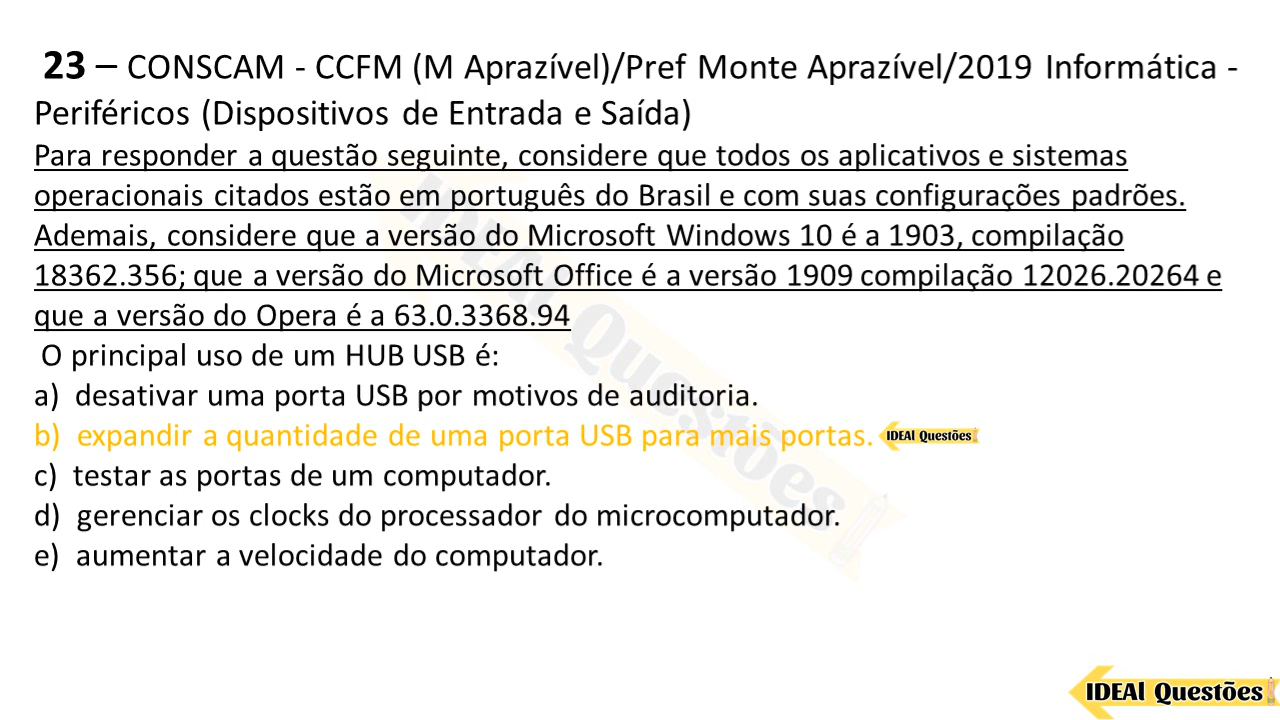 23 – CONSCAM - CCFM (M Aprazível)/Pref Monte Aprazível/2019 Informática -
Periféricos (Dispositivos de Entrada e Saída)
Para responder a questão seguinte, considere que todos os aplicativos e sistemas
operacionais citados estão em português do Brasil e com suas configurações padrões.
Ademais, considere que a versão do Microsoft Windows 10 é a 1903, compilação
18362.356; que a versão do Microsoft Office é a versão 1909 compilação 12026.20264 e
que a versão do Opera é a 63.0.3368.94
O principal uso de um HUB USB é:
a) desativar uma porta USB por motivos de auditoria.
b) expandir a quantidade de uma porta USB para mais portas. IDEAl Questões
c) testar as portas de um computador.
d) gerenciar os clocks do processador do microcomputador.
e) aumentar a velocidade do computador.
IDEAl Questões
IDEAl Questões